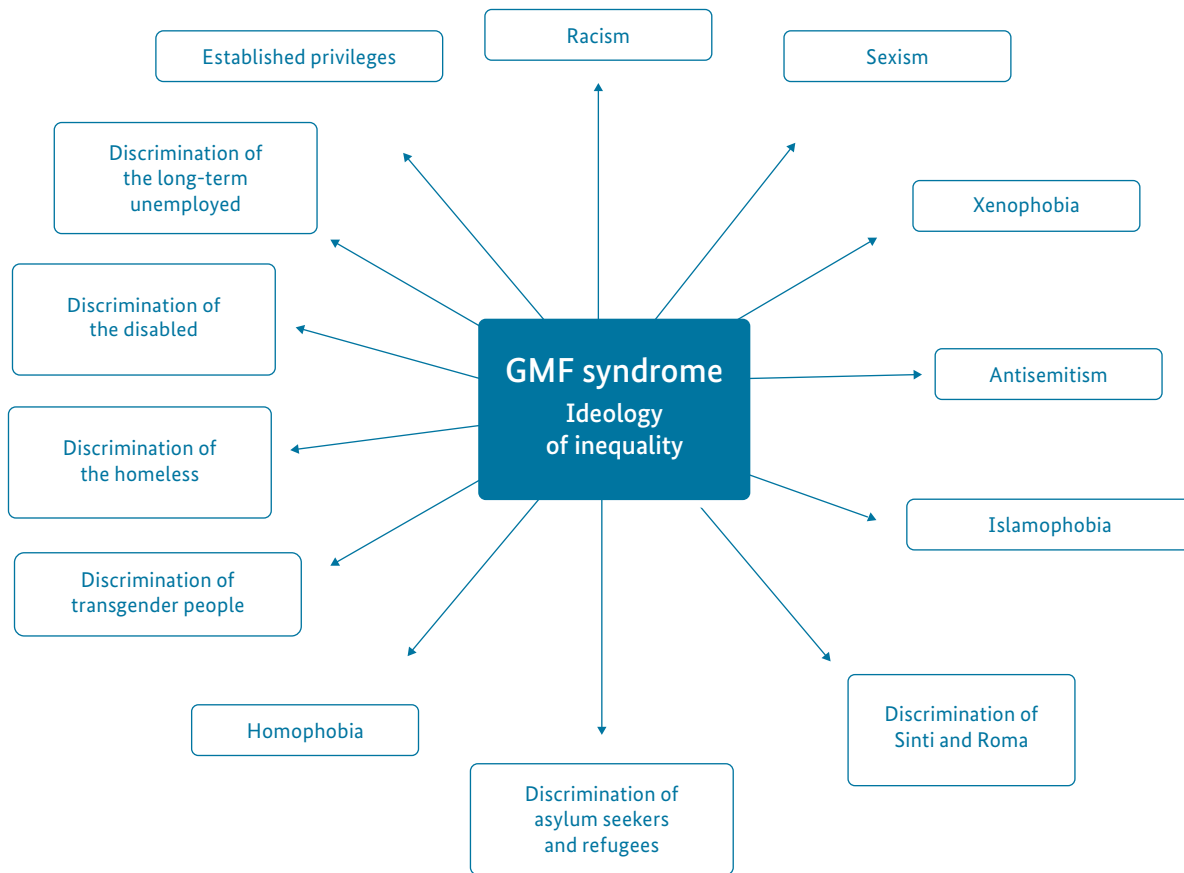 Racism
Sexism
Established privileges
Discrimination of
the long-term
unemployed
Xenophobia
Discrimination of
the disabled
GMF syndrome
Ideology
of inequality
Antisemitism
Discrimination of
the homeless
Islamophobia
Discrimination of
transgender people
Homophobia
Discrimination of
Sinti and Roma
Discrimination of
asylum seekers
and refugees